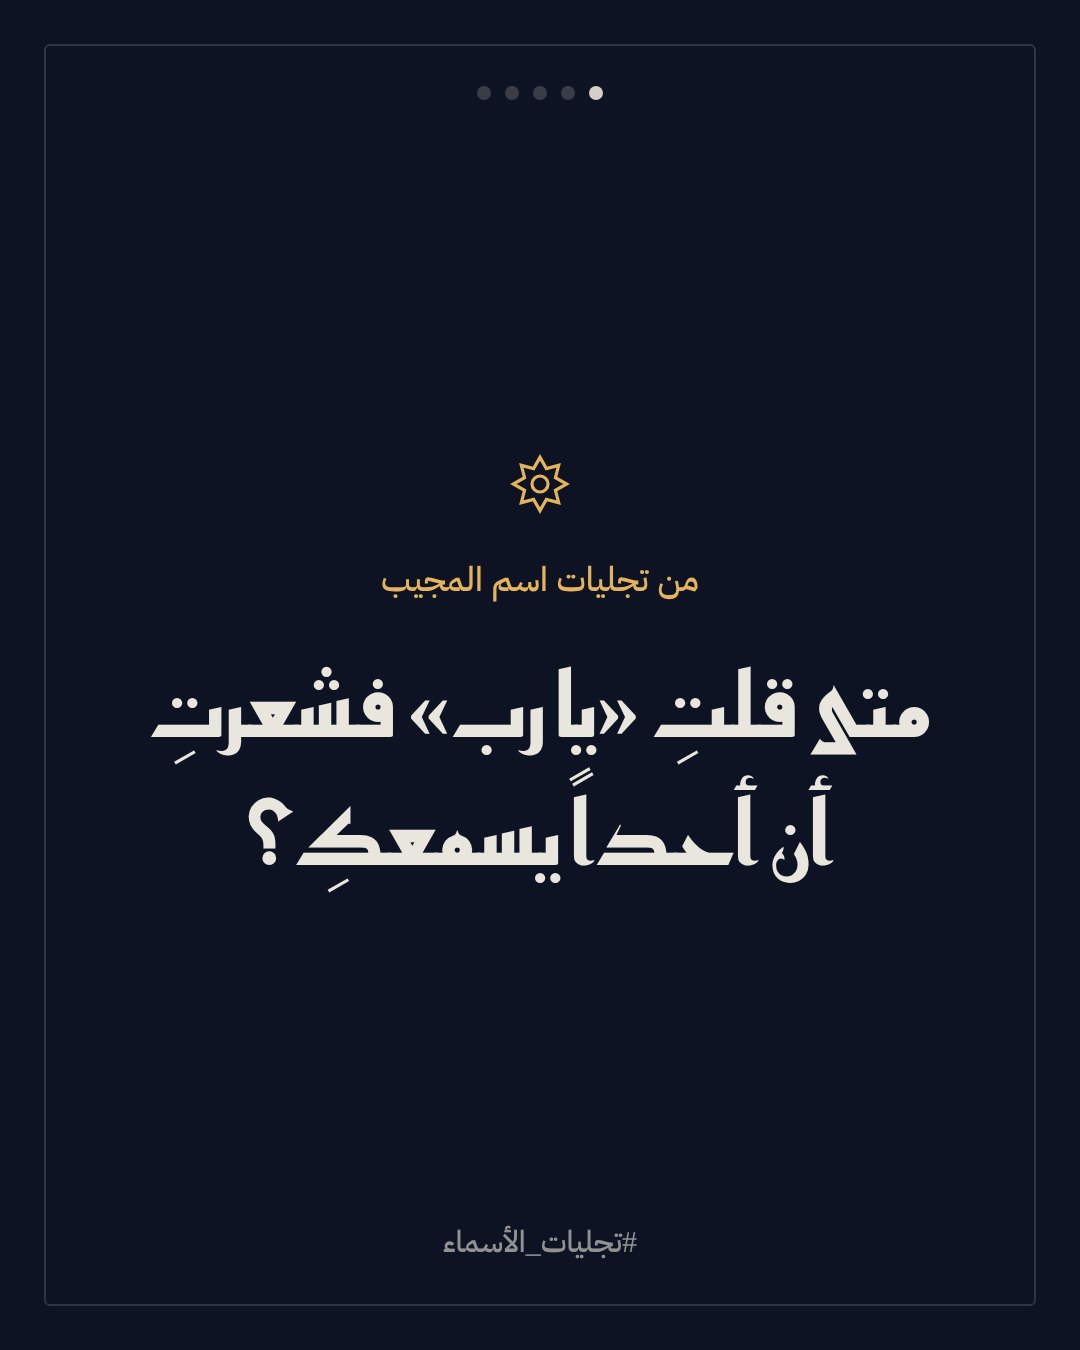 من تجليات اسم المجيب
متى قلتِ «يا رب» فشعرتِ
أن أحداً يسمعكِ؟
#تجليات_الأسماء